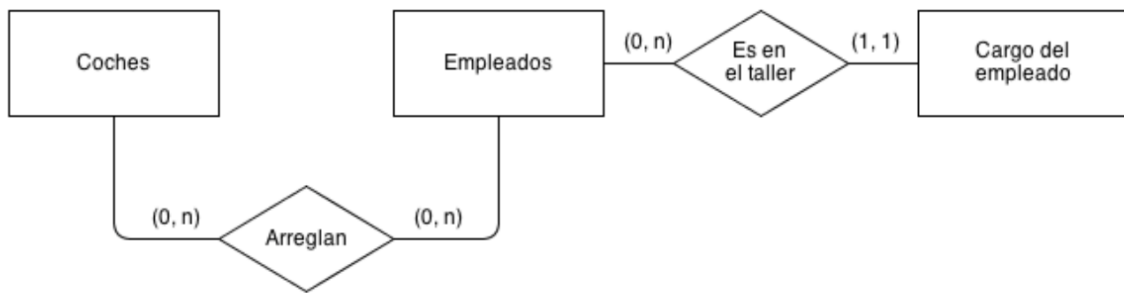 Coches
Empleados
(0, n)
Es en
el taller
(1, 1)
Cargo del
empleado
(0, n)
Arreglan
(0, n)